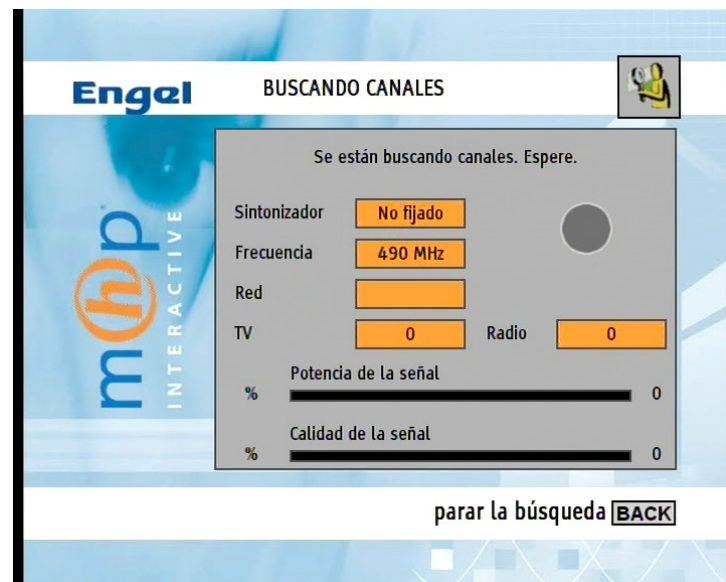 Engel
BUSCANDO CANALES
Se están buscando canales. Espere.
Sintonizador No fijado
Frecuencia 490 MHz
Red
TV 0 Radio 0
Potencia de la señal
% 0
Calidad de la señal
% 0
mhp
INTERACTIVE
parar la búsqueda BACK